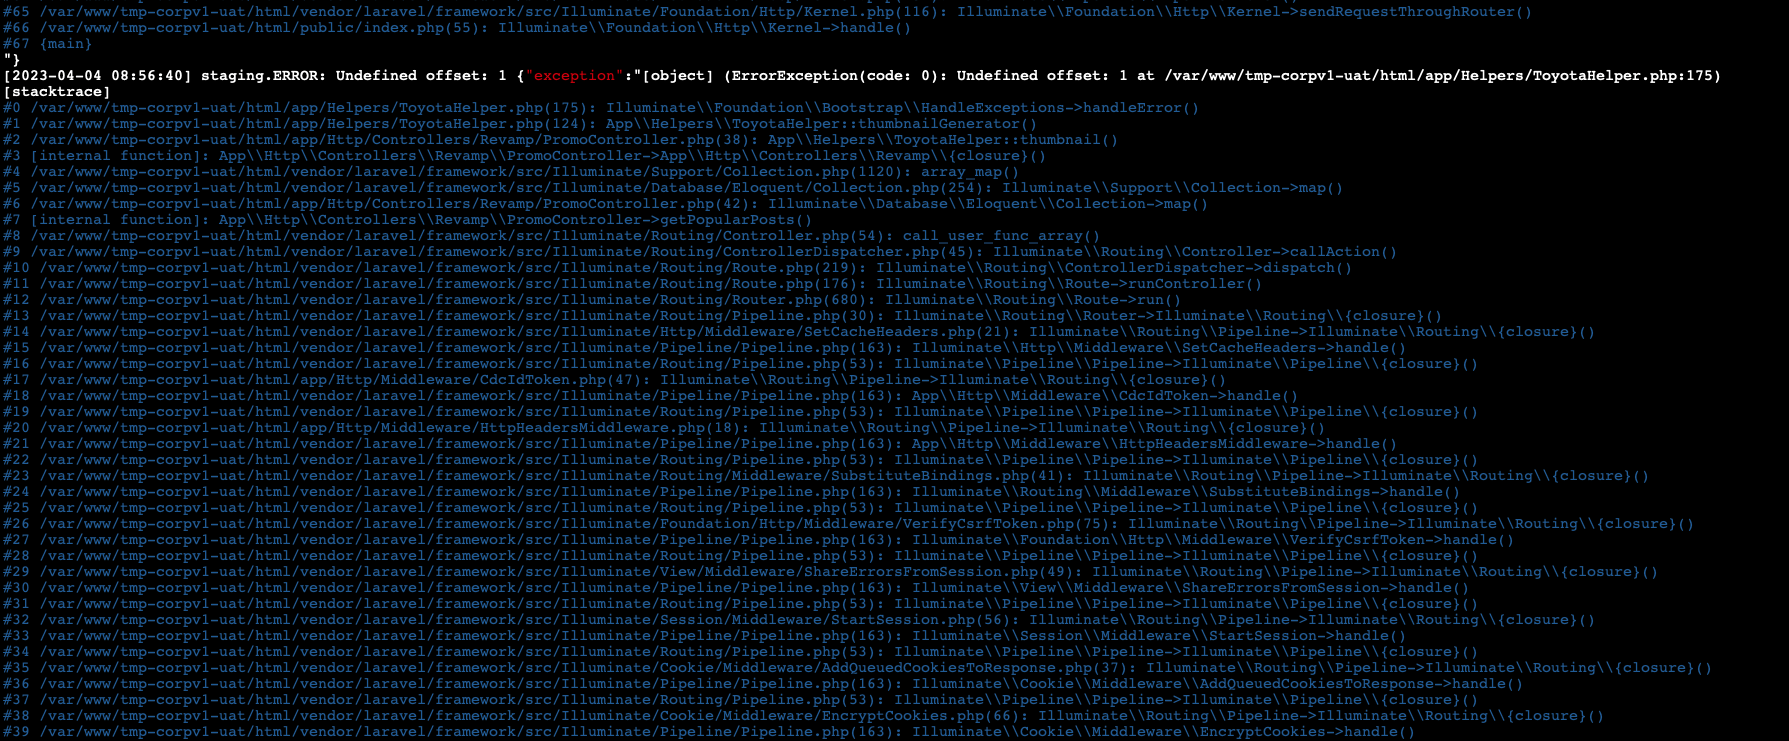 #65 /var/www/tmp-corpv1-uat/html/vendor/laravel/framework/src/Illuminate/Foundation/Http/Kernel.php(116): Illuminate\\Foundation\\Http\\Kernel->sendRequestThroughRouter()
#66 /var/www/tmp-corpv1-uat/html/public/index.php(55): Illuminate\\Foundation\\Http\\Kernel->handle()
#67 {main}
"}
[2023-04-04 08:56:40] staging.ERROR: Undefined offset: 1 {"exception":"[object] (ErrorException(code: 0): Undefined offset: 1 at /var/www/tmp-corpv1-uat/html/app/Helpers/ToyotaHelper.php:175)
[stacktrace]
#0 /var/www/tmp-corpv1-uat/html/app/Helpers/ToyotaHelper.php(175): Illuminate\\Foundation\\Bootstrap\\HandleExceptions->handleError()
#1 /var/www/tmp-corpv1-uat/html/app/Helpers/ToyotaHelper.php(124): App\\Helpers\\ToyotaHelper::thumbnailGenerator()
#2 /var/www/tmp-corpv1-uat/html/app/Http/Controllers/Revamp/PromoController.php(38): App\\Helpers\\ToyotaHelper::thumbnail()
#3 [internal function]: App\\Http\\Controllers\\Revamp\\PromoController->App\\Http\\Controllers\\Revamp\\{closure}()
#4 /var/www/tmp-corpv1-uat/html/vendor/laravel/framework/src/Illuminate/Support/Collection.php(1120): array_map()
#5 /var/www/tmp-corpv1-uat/html/vendor/laravel/framework/src/Illuminate/Database/Eloquent/Collection.php(254): Illuminate\\Support\\Collection->map()
#6 /var/www/tmp-corpv1-uat/html/app/Http/Controllers/Revamp/PromoController.php(42): Illuminate\\Database\\Eloquent\\Collection->map()
#7 [internal function]: App\\Http\\Controllers\\Revamp\\PromoController->getPopularPosts()
#8 /var/www/tmp-corpv1-uat/html/vendor/laravel/framework/src/Illuminate/Routing/Controller.php(54): call_user_func_array()
#9 /var/www/tmp-corpv1-uat/html/vendor/laravel/framework/src/Illuminate/Routing/ControllerDispatcher.php(45): Illuminate\\Routing\\Controller->callAction()
#10 /var/www/tmp-corpv1-uat/html/vendor/laravel/framework/src/Illuminate/Routing/Route.php(219): Illuminate\\Routing\\ControllerDispatcher->dispatch()
#11 /var/www/tmp-corpv1-uat/html/vendor/laravel/framework/src/Illuminate/Routing/Route.php(176): Illuminate\\Routing\\Route->runController()
#12 /var/www/tmp-corpv1-uat/html/vendor/laravel/framework/src/Illuminate/Routing/Router.php(680): Illuminate\\Routing\\Route->run()
#13 /var/www/tmp-corpv1-uat/html/vendor/laravel/framework/src/Illuminate/Routing/Pipeline.php(30): Illuminate\\Routing\\Router->Illuminate\\Routing\\{closure}()
#14 /var/www/tmp-corpv1-uat/html/vendor/laravel/framework/src/Illuminate/Http/Middleware/SetCacheHeaders.php(21): Illuminate\\Routing\\Pipeline->Illuminate\\Routing\\{closure}()
#15 /var/www/tmp-corpv1-uat/html/vendor/laravel/framework/src/Illuminate/Pipeline/Pipeline.php(163): Illuminate\\Http\\Middleware\\SetCacheHeaders->handle()
#16 /var/www/tmp-corpv1-uat/html/vendor/laravel/framework/src/Illuminate/Routing/Pipeline.php(53): Illuminate\\Pipeline\\Pipeline->Illuminate\\Pipeline\\{closure}()
#17 /var/www/tmp-corpv1-uat/html/app/Http/Middleware/CdcIdToken.php(47): Illuminate\\Routing\\Pipeline->Illuminate\\Routing\\{closure}()
#18 /var/www/tmp-corpv1-uat/html/vendor/laravel/framework/src/Illuminate/Pipeline/Pipeline.php(163): App\\Http\\Middleware\\CdcIdToken->handle()
#19 /var/www/tmp-corpv1-uat/html/vendor/laravel/framework/src/Illuminate/Routing/Pipeline.php(53): Illuminate\\Pipeline\\Pipeline->Illuminate\\Pipeline\\{closure}()
#20 /var/www/tmp-corpv1-uat/html/app/Http/Middleware/HttpHeadersMiddleware.php(18): Illuminate\\Routing\\Pipeline->Illuminate\\Routing\\{closure}()
#21 /var/www/tmp-corpv1-uat/html/vendor/laravel/framework/src/Illuminate/Pipeline/Pipeline.php(163): App\\Http\\Middleware\\HttpHeadersMiddleware->handle()
#22 /var/www/tmp-corpv1-uat/html/vendor/laravel/framework/src/Illuminate/Routing/Pipeline.php(53): Illuminate\\Pipeline\\Pipeline->Illuminate\\Pipeline\\{closure}()
#23 /var/www/tmp-corpv1-uat/html/vendor/laravel/framework/src/Illuminate/Routing/Middleware/SubstituteBindings.php(41): Illuminate\\Routing\\Pipeline->Illuminate\\Routing\\{closure}()
#24 /var/www/tmp-corpv1-uat/html/vendor/laravel/framework/src/Illuminate/Pipeline/Pipeline.php(163): Illuminate\\Routing\\Middleware\\SubstituteBindings->handle()
#25 /var/www/tmp-corpv1-uat/html/vendor/laravel/framework/src/Illuminate/Routing/Pipeline.php(53): Illuminate\\Pipeline\\Pipeline->Illuminate\\Pipeline\\{closure}()
#26 /var/www/tmp-corpv1-uat/html/vendor/laravel/framework/src/Illuminate/Foundation/Http/Middleware/VerifyCsrfToken.php(75): Illuminate\\Routing\\Pipeline->Illuminate\\Routing\\{closure}()
#27 /var/www/tmp-corpv1-uat/html/vendor/laravel/framework/src/Illuminate/Pipeline/Pipeline.php(163): Illuminate\\Foundation\\Http\\Middleware\\VerifyCsrfToken->handle()
#28 /var/www/tmp-corpv1-uat/html/vendor/laravel/framework/src/Illuminate/Routing/Pipeline.php(53): Illuminate\\Pipeline\\Pipeline->Illuminate\\Pipeline\\{closure}()
#29 /var/www/tmp-corpv1-uat/html/vendor/laravel/framework/src/Illuminate/View/Middleware/ShareErrorsFromSession.php(49): Illuminate\\Routing\\Pipeline->Illuminate\\Routing\\{closure}()
#30 /var/www/tmp-corpv1-uat/html/vendor/laravel/framework/src/Illuminate/Pipeline/Pipeline.php(163): Illuminate\\View\\Middleware\\ShareErrorsFromSession->handle()
#31 /var/www/tmp-corpv1-uat/html/vendor/laravel/framework/src/Illuminate/Routing/Pipeline.php(53): Illuminate\\Pipeline\\Pipeline->Illuminate\\Pipeline\\{closure}()
#32 /var/www/tmp-corpv1-uat/html/vendor/laravel/framework/src/Illuminate/Session/Middleware/StartSession.php(56): Illuminate\\Routing\\Pipeline->Illuminate\\Routing\\{closure}()
#33 /var/www/tmp-corpv1-uat/html/vendor/laravel/framework/src/Illuminate/Pipeline/Pipeline.php(163): Illuminate\\Session\\Middleware\\StartSession->handle()
#34 /var/www/tmp-corpv1-uat/html/vendor/laravel/framework/src/Illuminate/Routing/Pipeline.php(53): Illuminate\\Pipeline\\Pipeline->Illuminate\\Pipeline\\{closure}()
#35 /var/www/tmp-corpv1-uat/html/vendor/laravel/framework/src/Illuminate/Cookie/Middleware/AddQueuedCookiesToResponse.php(37): Illuminate\\Routing\\Pipeline->Illuminate\\Routing\\{closure}()
#36 /var/www/tmp-corpv1-uat/html/vendor/laravel/framework/src/Illuminate/Pipeline/Pipeline.php(163): Illuminate\\Cookie\\Middleware\\AddQueuedCookiesToResponse->handle()
#37 /var/www/tmp-corpv1-uat/html/vendor/laravel/framework/src/Illuminate/Routing/Pipeline.php(53): Illuminate\\Pipeline\\Pipeline->Illuminate\\Pipeline\\{closure}()
#38 /var/www/tmp-corpv1-uat/html/vendor/laravel/framework/src/Illuminate/Cookie/Middleware/EncryptCookies.php(66): Illuminate\\Routing\\Pipeline->Illuminate\\Routing\\{closure}()
#39 /var/www/tmp-corpv1-uat/html/vendor/laravel/framework/src/Illuminate/Pipeline/Pipeline.php(163): Illuminate\\Cookie\\Middleware\\EncryptCookies->handle()